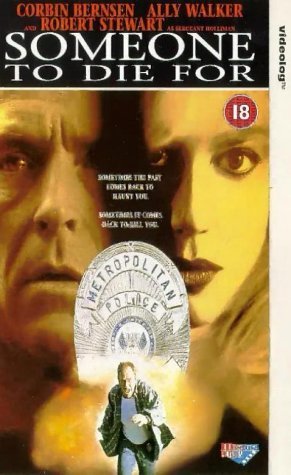 CORBIN BERNSEN ALLY WALKER
AND ROBERT STEWART AS SERGEANT HOLLIMAN
SOMEONE
TO DIE FOR
18
videolog™
SOMETIMES THE PAST
COMES BACK TO
HAUNT YOU.
SOMETIMES IT COMES
BACK TO KILL YOU.
METROPOLITAN
POLICE